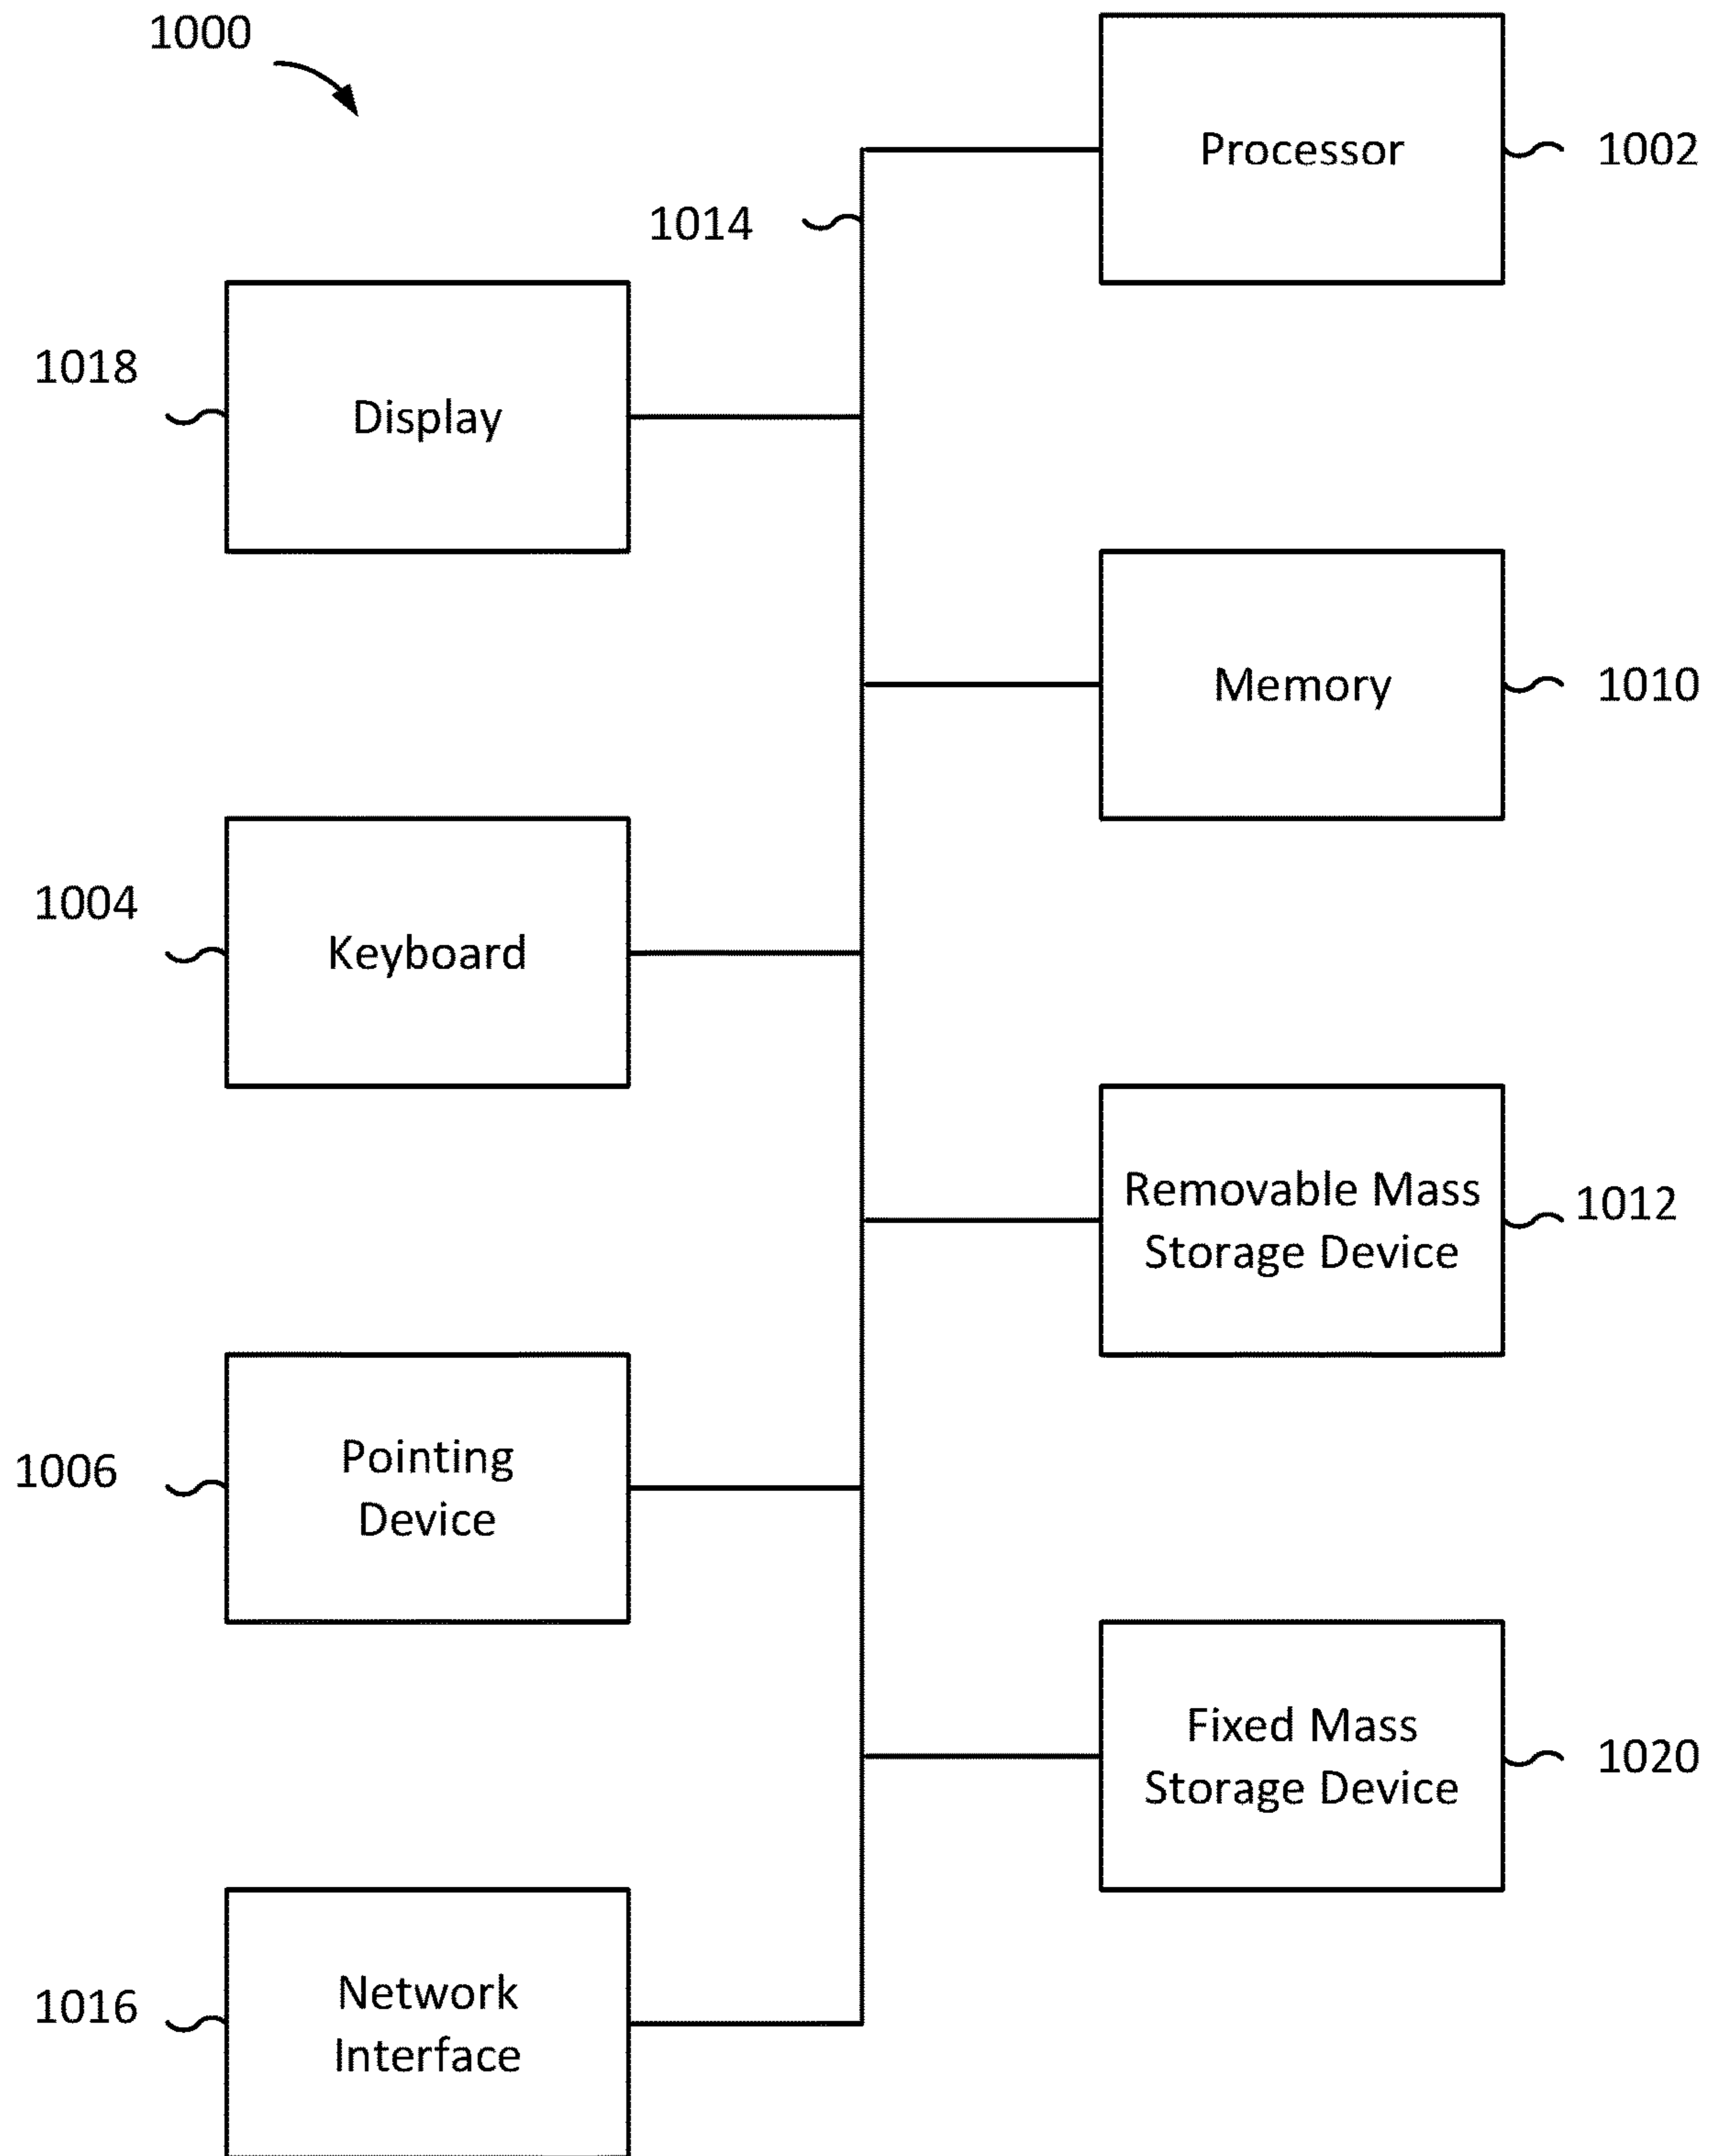 1000
Processor
1002
1014
1018
Display
Memory
1010
1004
Keyboard
Removable Mass
Storage Device
1012
1006
Pointing
Device
Fixed Mass
Storage Device
1020
1016
Network
Interface